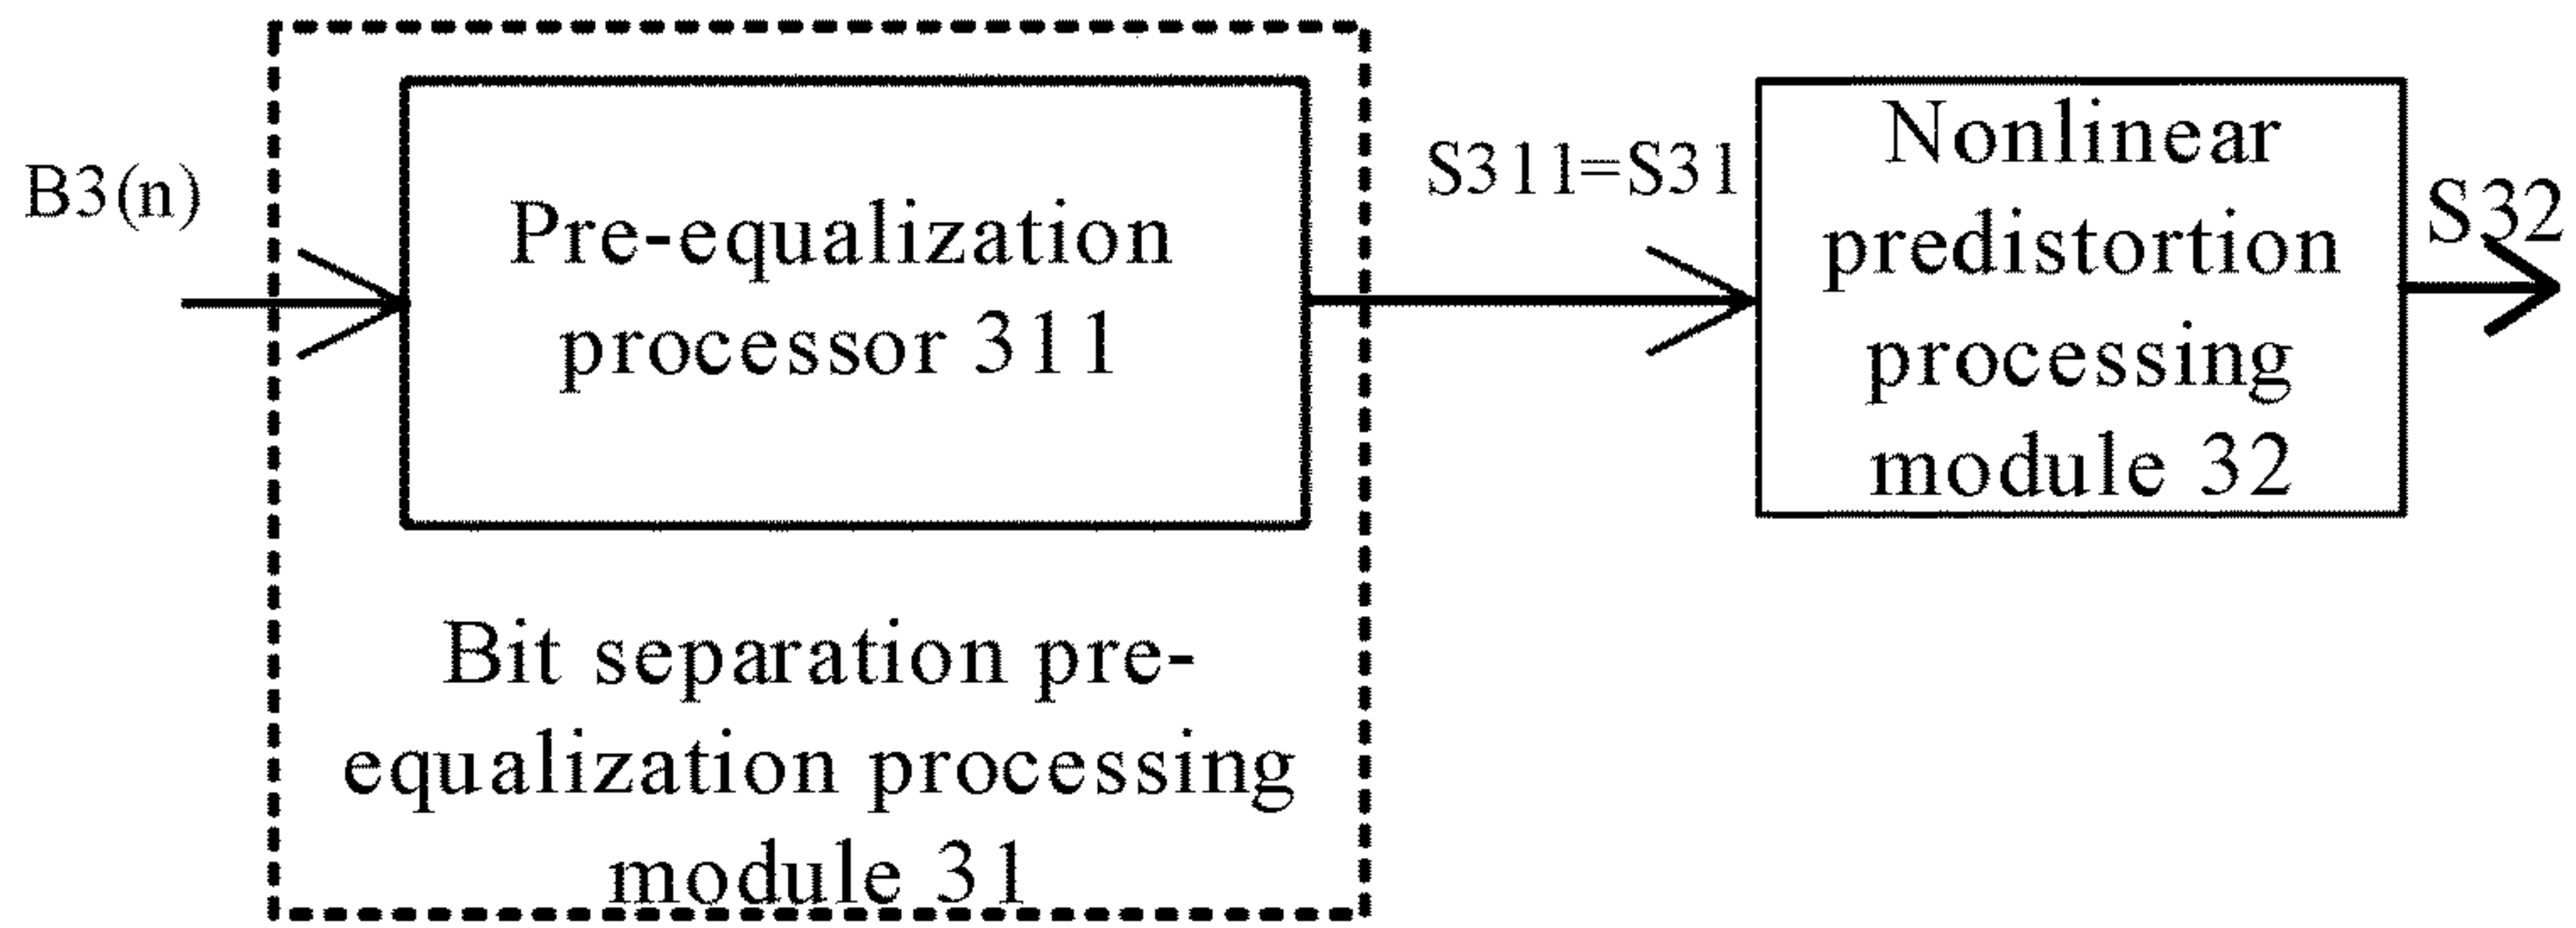 B3(n)
Pre-equalization
processor 311
Bit separation pre-
equalization processing
module 31
S311=S31
Nonlinear
predistortion
processing
module 32
S32